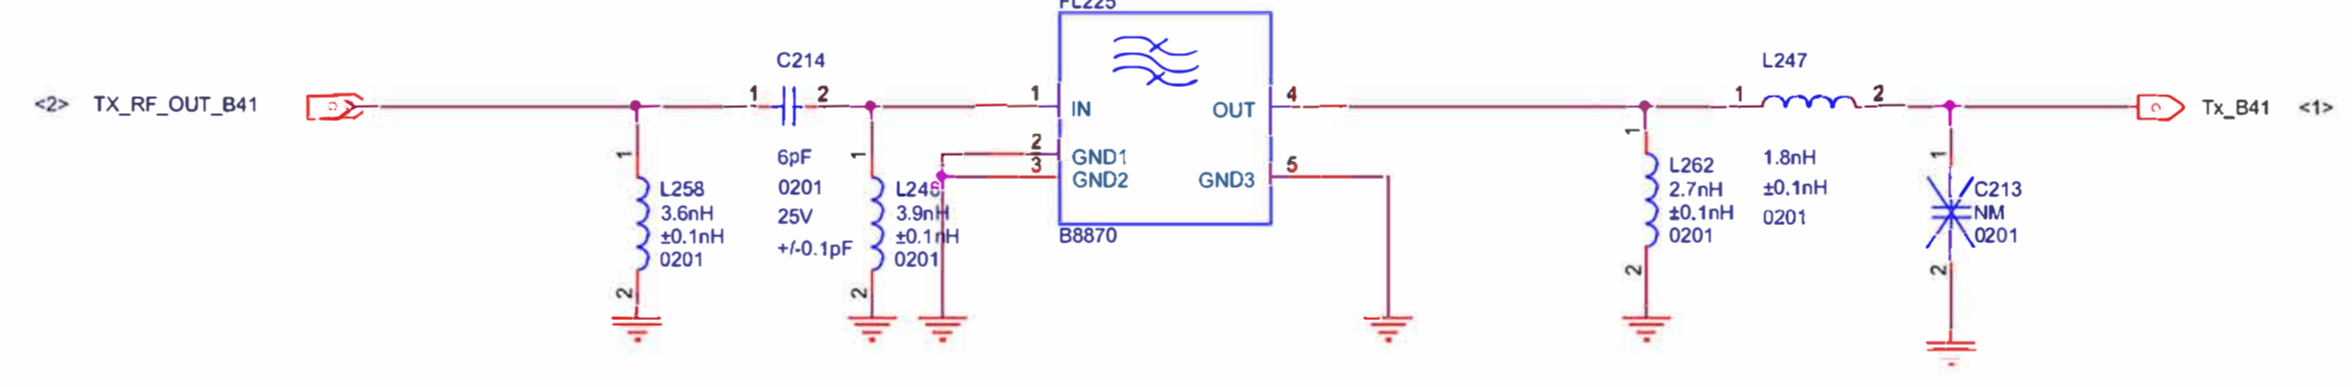 FL225
C214
L247
<2> TX_RF_OUT_B41
1 2
1 IN
OUT 4
1 2
Tx_B41 <1>
2 GND1
3 GND2
GND3 5
1
L258
3.6nH
±0.1nH
0201
2
6pF
0201
25V
+/-0.1pF
1
L246
3.9nH
±0.1nH
0201
2
B8870
1
L262
2.7nH
±0.1nH
0201
2
1.8nH
±0.1nH
0201
1
C213
NM
0201
2